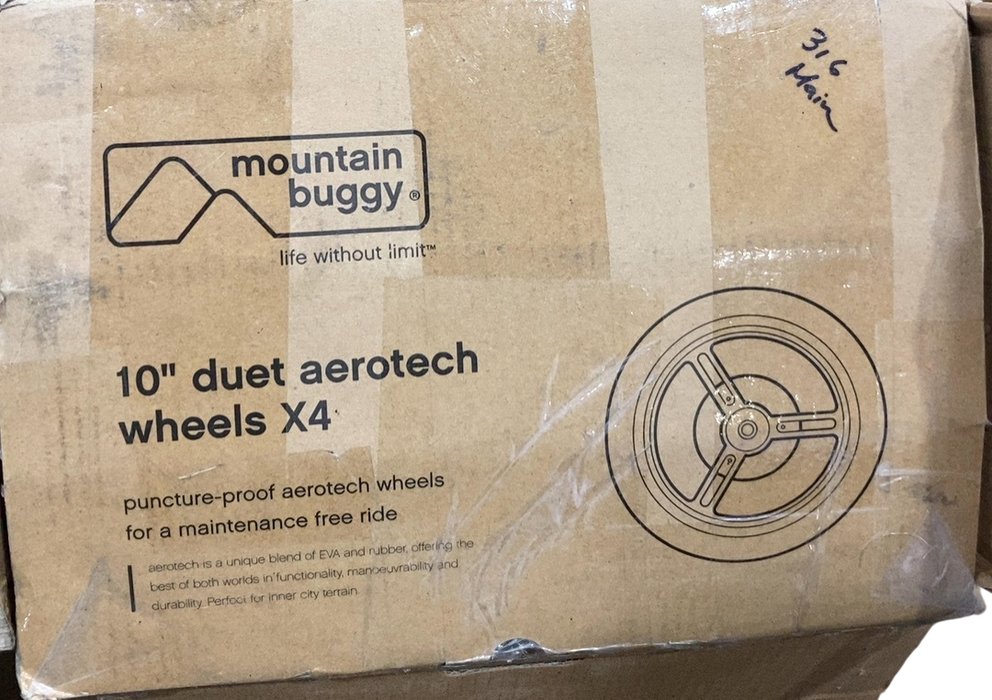 316
Main
mountain
buggy®
life without limit™
10" duet aerotech
wheels X4
puncture-proof aerotech wheels
for a maintenance free ride
aerotech is a unique blend of EVA and rubber, offering the
best of both worlds in functionality, manoeuvrability and
durability. Perfect for inner city terrain